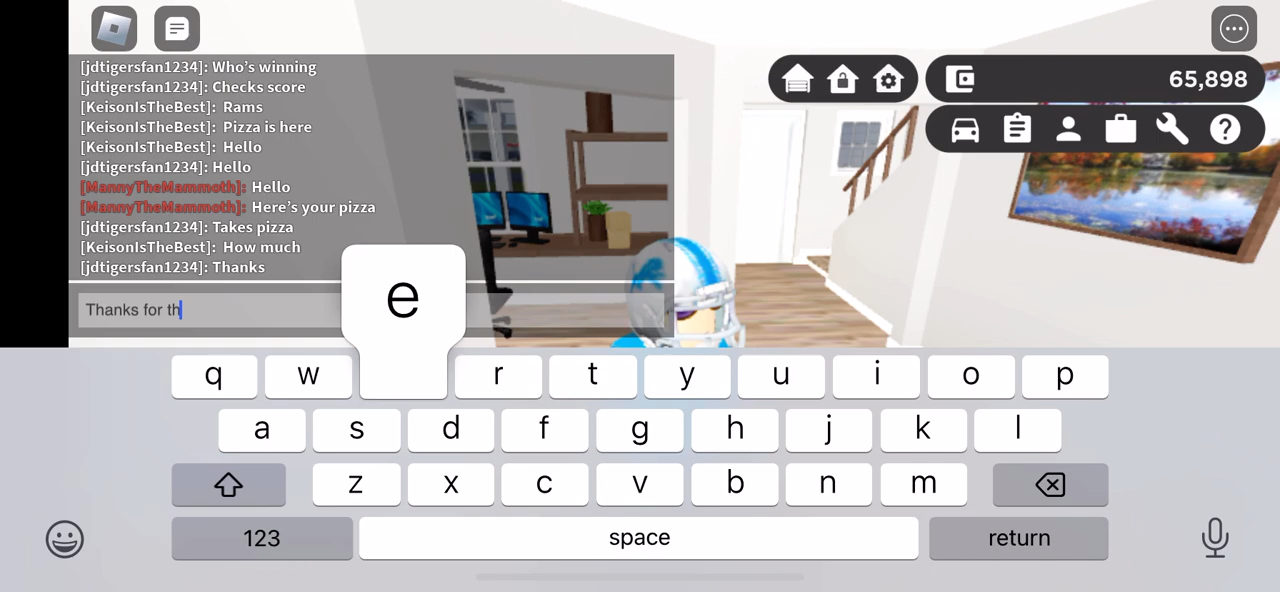 [jdtigersfan1234]: Who's winning
[jdtigersfan1234]: Checks score
[KeisonIsTheBest]: Rams
[KeisonIsTheBest]: Pizza is here
[KeisonIsTheBest]: Hello
[jdtigersfan1234]: Hello
[MannyTheMammoth]: Hello
[MannyTheMammoth]: Here's your pizza
[jdtigersfan1234]: Takes pizza
[KeisonIsTheBest]: How much
[jdtigersfan1234]: Thanks
Thanks for th
65,898
e
q w r t y u i o p
a s d f g h j k l
z x c v b n m
123 space return